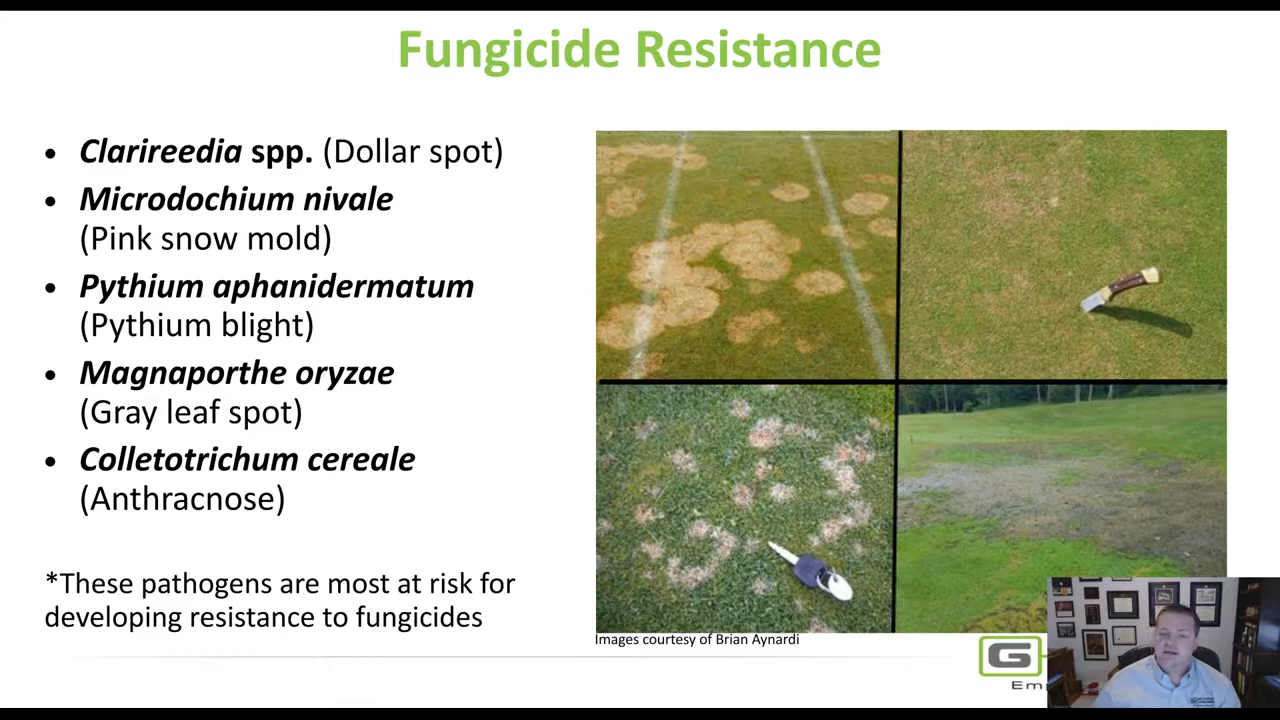 Fungicide Resistance
• Clarireedia spp. (Dollar spot)
• Microdochium nivale
(Pink snow mold)
• Pythium aphanidermatum
(Pythium blight)
• Magnaporthe oryzae
(Gray leaf spot)
• Colletotrichum cereale
(Anthracnose)
*These pathogens are most at risk for
developing resistance to fungicides
Images courtesy of Brian Aynardi
G
Em